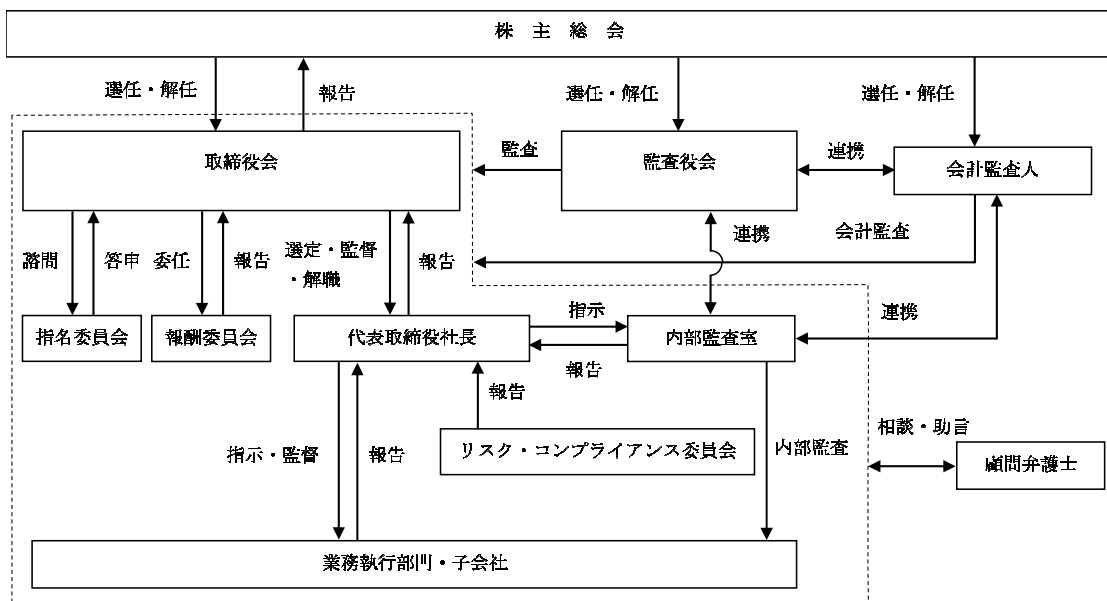 株主総会
選任・解任
報告
選任・解任
選任・解任
取締役会
監査
監査役会
連携
会計監査人
諮問
答申
委任
報告
選定・監督
・解職
報告
連携
会計監査
指名委員会
報酬委員会
代表取締役社長
指示
報告
内部監査室
連携
報告
リスク・コンプライアンス委員会
指示・監督
報告
内部監査
相談・助言
顧問弁護士
業務執行部門・子会社